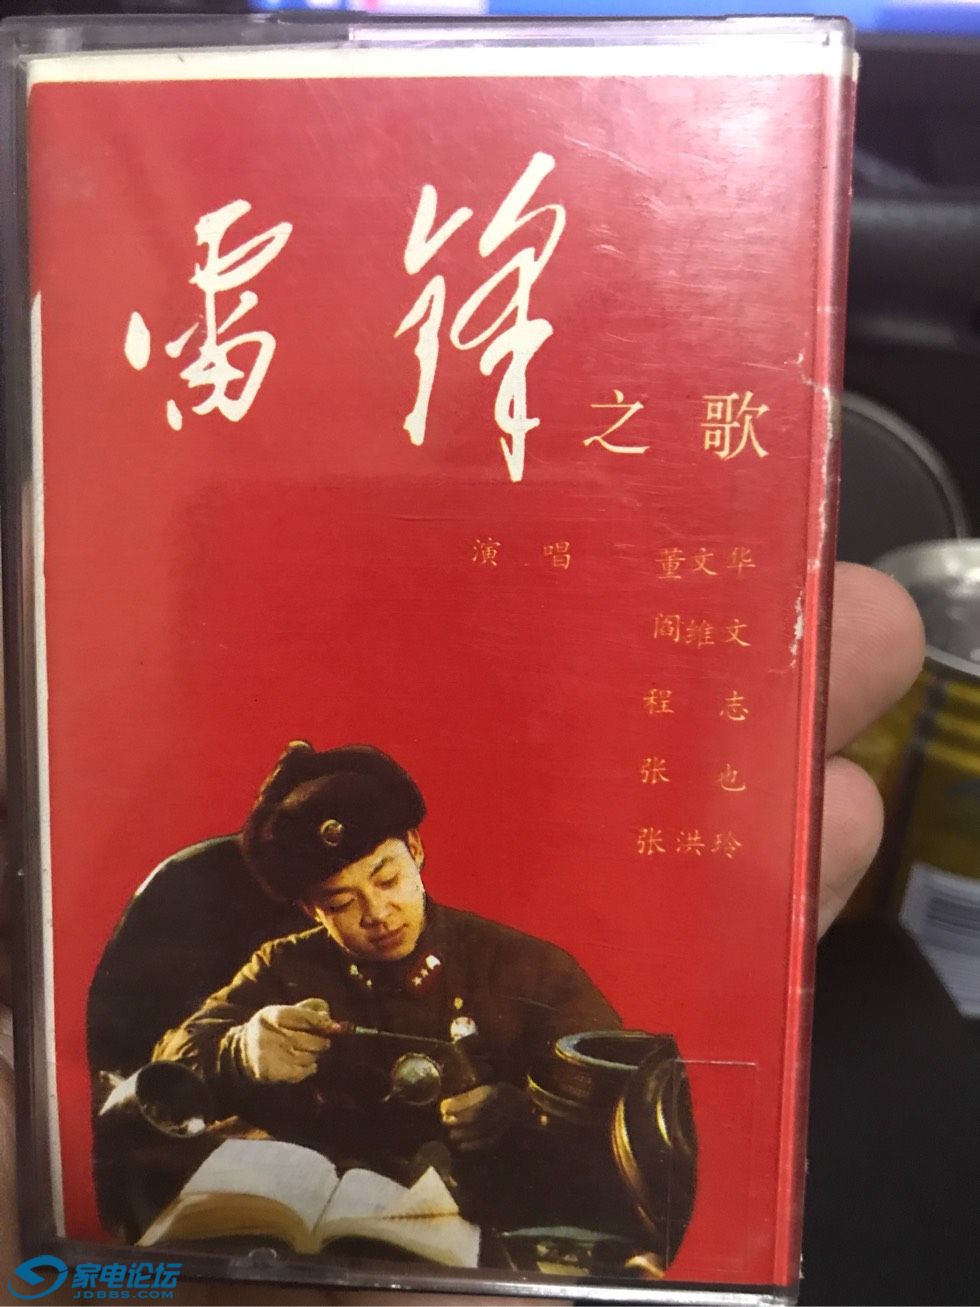 雷锋之歌
演唱 董文华
阎维文
程志
张也
张洪玲
家电论坛
JDBBS.COM